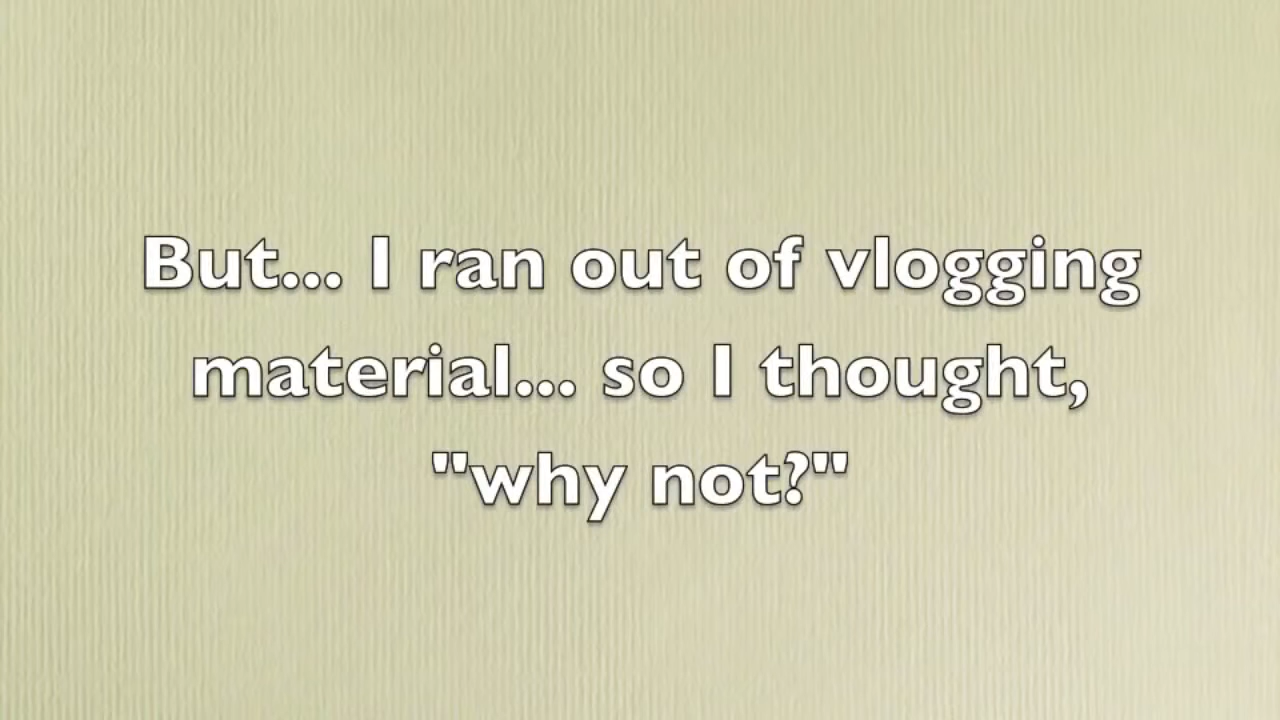 But... I ran out of vlogging
material... so I thought,
"why not?"